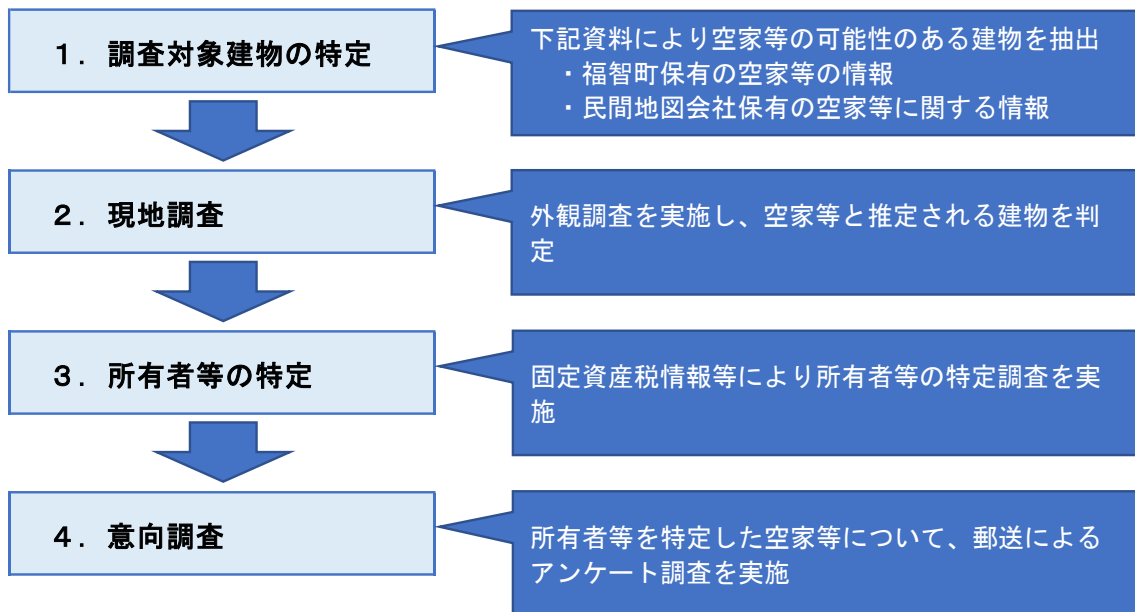 １．調査対象建物の特定
下記資料により空家等の可能性のある建物を抽出
・福智町保有の空家等の情報
・民間地図会社保有の空家等に関する情報
２．現地調査
外観調査を実施し、空家等と推定される建物を判
定
３．所有者等の特定
固定資産税情報等により所有者等の特定調査を実
施
４．意向調査
所有者等を特定した空家等について、郵送による
アンケート調査を実施